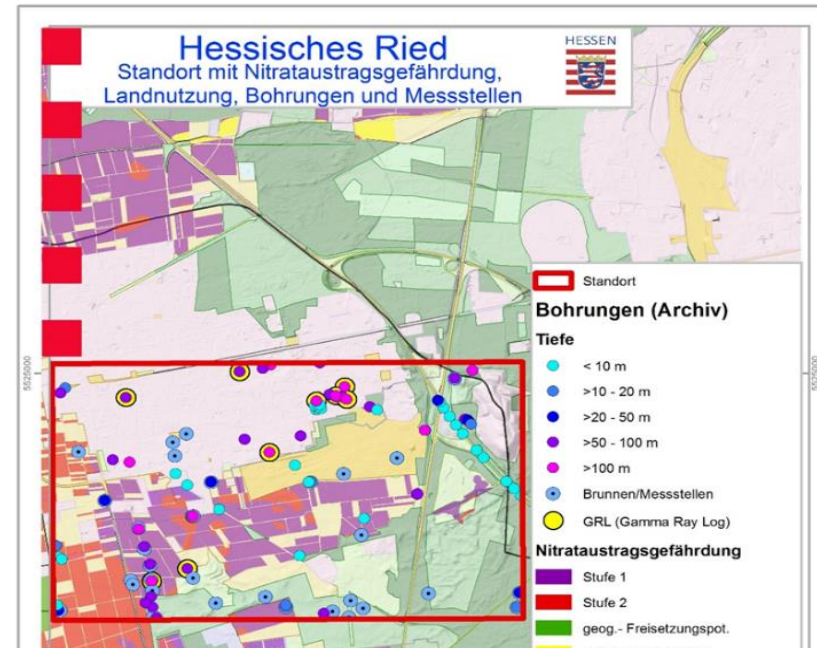 Hessisches Ried
Standort mit Nitrataustragsgefährdung,
Landnutzung, Bohrungen und Messstellen
HESSEN
Standort
Bohrungen (Archiv)
Tiefe
< 10 m
>10 - 20 m
>20 - 50 m
>50 - 100 m
>100 m
Brunnen/Messstellen
GRL (Gamma Ray Log)
Nitrataustragsgefährdung
Stufe 1
Stufe 2
geog.- Freisetzungspot.
5525000
5525000